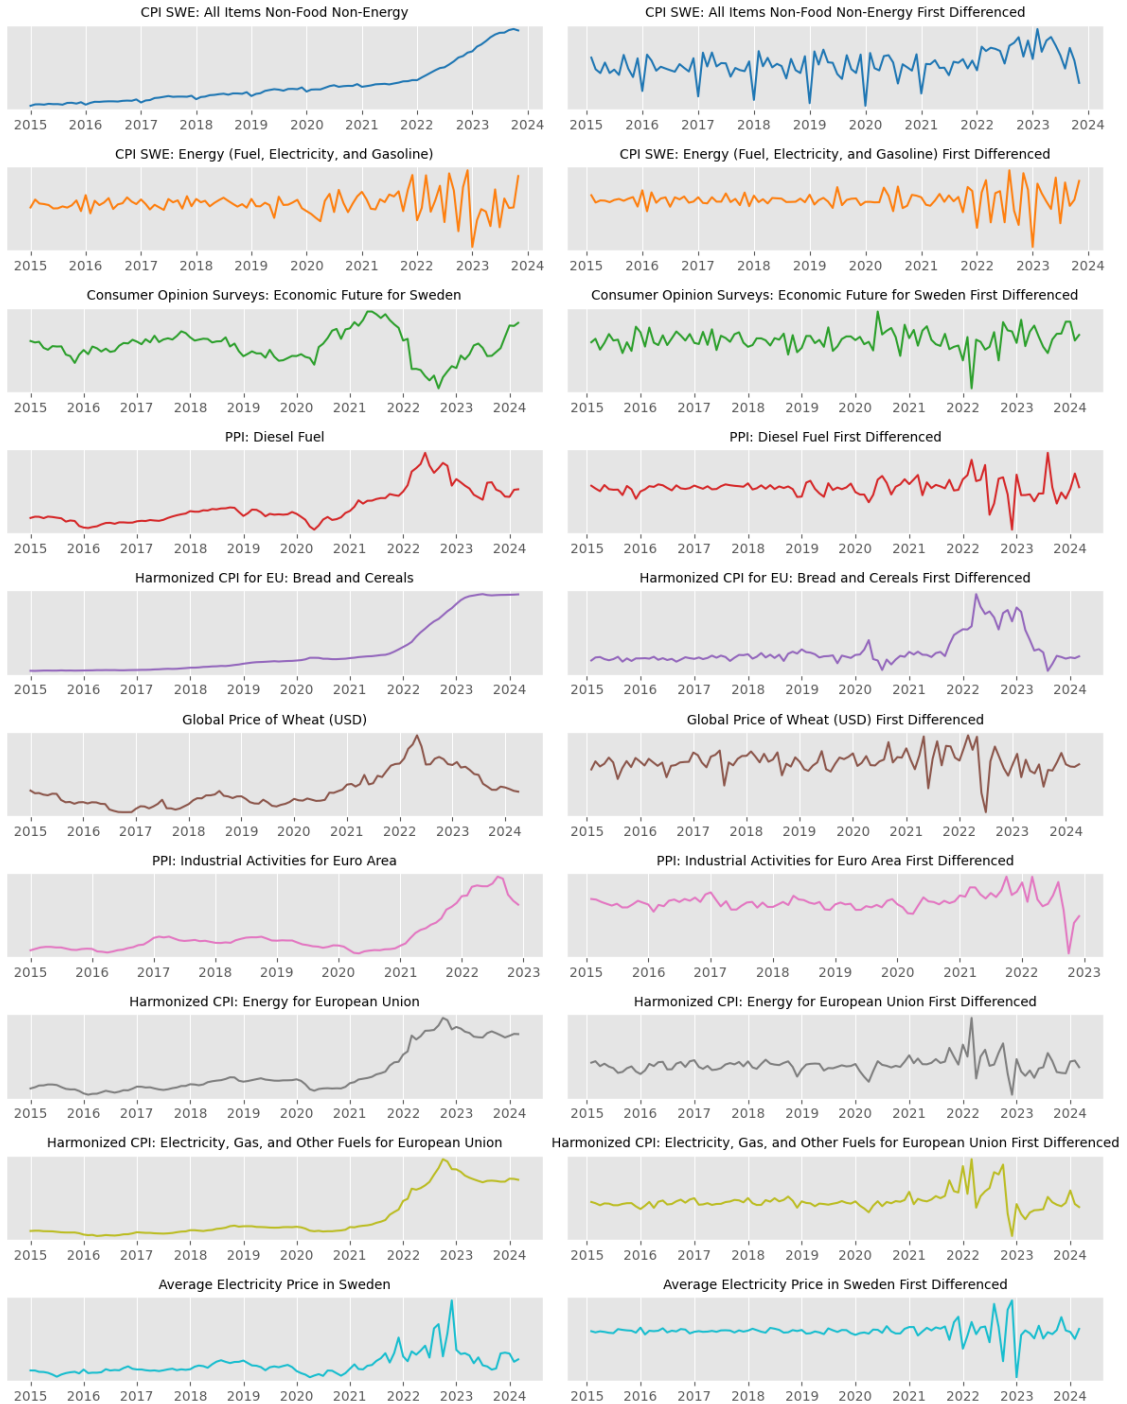 CPI SWE: All Items Non-Food Non-Energy
CPI SWE: All Items Non-Food Non-Energy First Differenced
2015 2016 2017 2018 2019 2020 2021 2022 2023 2024
2015 2016 2017 2018 2019 2020 2021 2022 2023 2024
CPI SWE: Energy (Fuel, Electricity, and Gasoline)
CPI SWE: Energy (Fuel, Electricity, and Gasoline) First Differenced
2015 2016 2017 2018 2019 2020 2021 2022 2023 2024
2015 2016 2017 2018 2019 2020 2021 2022 2023 2024
Consumer Opinion Surveys: Economic Future for Sweden
Consumer Opinion Surveys: Economic Future for Sweden First Differenced
2015 2016 2017 2018 2019 2020 2021 2022 2023 2024
2015 2016 2017 2018 2019 2020 2021 2022 2023 2024
PPI: Diesel Fuel
PPI: Diesel Fuel First Differenced
2015 2016 2017 2018 2019 2020 2021 2022 2023 2024
2015 2016 2017 2018 2019 2020 2021 2022 2023 2024
Harmonized CPI for EU: Bread and Cereals
Harmonized CPI for EU: Bread and Cereals First Differenced
2015 2016 2017 2018 2019 2020 2021 2022 2023 2024
2015 2016 2017 2018 2019 2020 2021 2022 2023 2024
Global Price of Wheat (USD)
Global Price of Wheat (USD) First Differenced
2015 2016 2017 2018 2019 2020 2021 2022 2023 2024
2015 2016 2017 2018 2019 2020 2021 2022 2023 2024
PPI: Industrial Activities for Euro Area
PPI: Industrial Activities for Euro Area First Differenced
2015 2016 2017 2018 2019 2020 2021 2022 2023
2015 2016 2017 2018 2019 2020 2021 2022 2023
Harmonized CPI: Energy for European Union
Harmonized CPI: Energy for European Union First Differenced
2015 2016 2017 2018 2019 2020 2021 2022 2023 2024
2015 2016 2017 2018 2019 2020 2021 2022 2023 2024
Harmonized CPI: Electricity, Gas, and Other Fuels for European Union
Harmonized CPI: Electricity, Gas, and Other Fuels for European Union First Differenced
2015 2016 2017 2018 2019 2020 2021 2022 2023 2024
2015 2016 2017 2018 2019 2020 2021 2022 2023 2024
Average Electricity Price in Sweden
Average Electricity Price in Sweden First Differenced
2015 2016 2017 2018 2019 2020 2021 2022 2023 2024
2015 2016 2017 2018 2019 2020 2021 2022 2023 2024